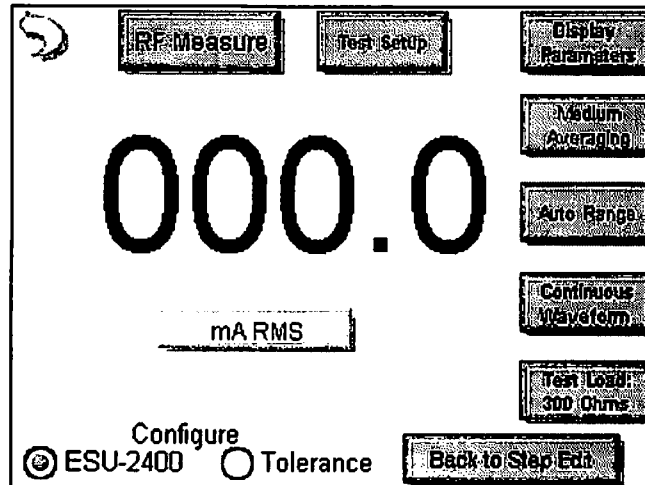 RF Measure
Test Setup
Display
Parameters
Medium
Averaging
000.0
Auto Range
Continuous
Waveform
mA RMS
Test Load:
300 Ohms
Configure
ESU-2400
Tolerance
Back to Step Edit